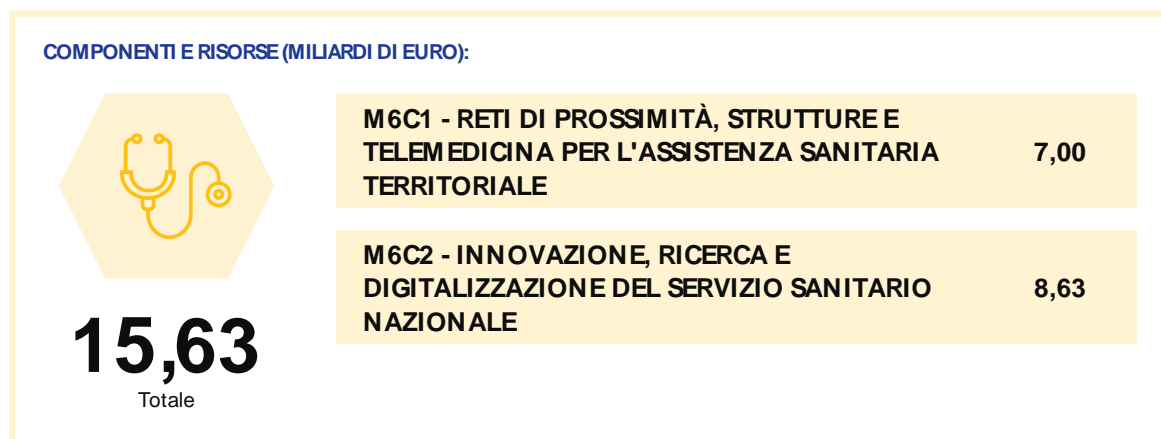 COMPONENTI E RISORSE (MILIARDI DI EURO):
M6C1 - RETI DI PROSSIMITÀ, STRUTTURE E
TELEMEDICINA PER L'ASSISTENZA SANITARIA
TERRITORIALE
7,00
M6C2 - INNOVAZIONE, RICERCA E
DIGITALIZZAZIONE DEL SERVIZIO SANITARIO
NAZIONALE
8,63
15,63
Totale